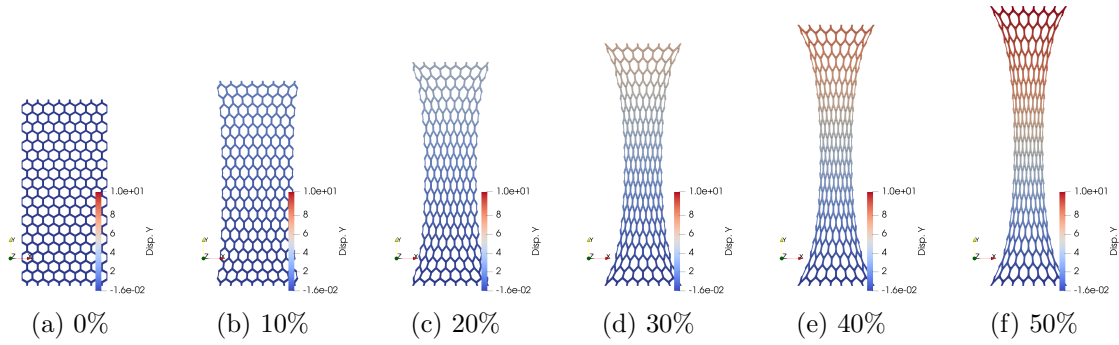 1.0e+01
8
6
4
2
-1.6e-02
Disp. Y
Y
Z
X
(a) 0%
1.0e+01
8
6
4
2
-1.6e-02
Disp. Y
Y
Z
X
(b) 10%
1.0e+01
8
6
4
2
-1.6e-02
Disp. Y
Y
Z
X
(c) 20%
1.0e+01
8
6
4
2
-1.6e-02
Disp. Y
Y
Z
X
(d) 30%
1.0e+01
8
6
4
2
-1.6e-02
Disp. Y
Y
Z
X
(e) 40%
1.0e+01
8
6
4
2
-1.6e-02
Disp. Y
Y
Z
X
(f) 50%